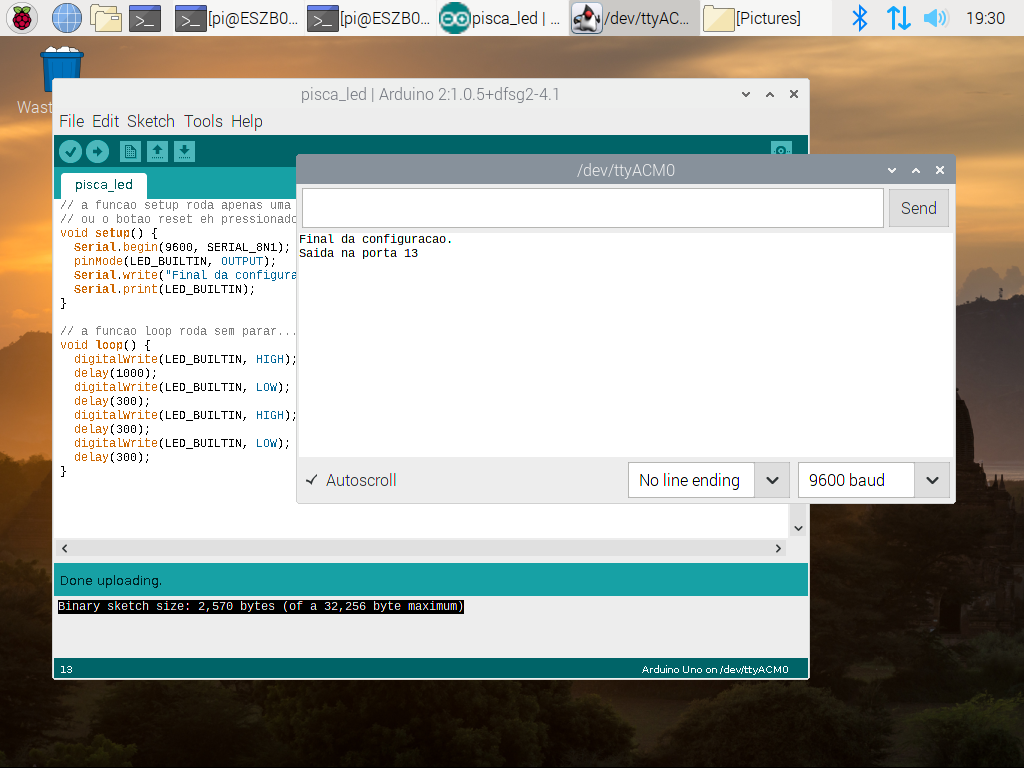 [pi@ESZB0...
[pi@ESZB0...
pisca_led | ...
/dev/ttyAC...
[Pictures]
19:30
Wast
pisca_led | Arduino 2:1.0.5+dfsg2-4.1
File Edit Sketch Tools Help
pisca_led
// a funcao setup roda apenas uma
// ou o botao reset eh pressionado
void setup() {
Serial.begin(9600, SERIAL_8N1);
pinMode(LED_BUILTIN, OUTPUT);
Serial.write("Final da configura
Serial.print(LED_BUILTIN);
}
// a funcao loop roda sem parar...
void loop() {
digitalWrite(LED_BUILTIN, HIGH);
delay(1000);
digitalWrite(LED_BUILTIN, LOW);
delay(300);
digitalWrite(LED_BUILTIN, HIGH);
delay(300);
digitalWrite(LED_BUILTIN, LOW);
delay(300);
}
/dev/ttyACM0
Send
Final da configuracao.
Saida na porta 13
Autoscroll
No line ending
9600 baud
Done uploading.
Binary sketch size: 2,570 bytes (of a 32,256 byte maximum)
13
Arduino Uno on /dev/ttyACM0